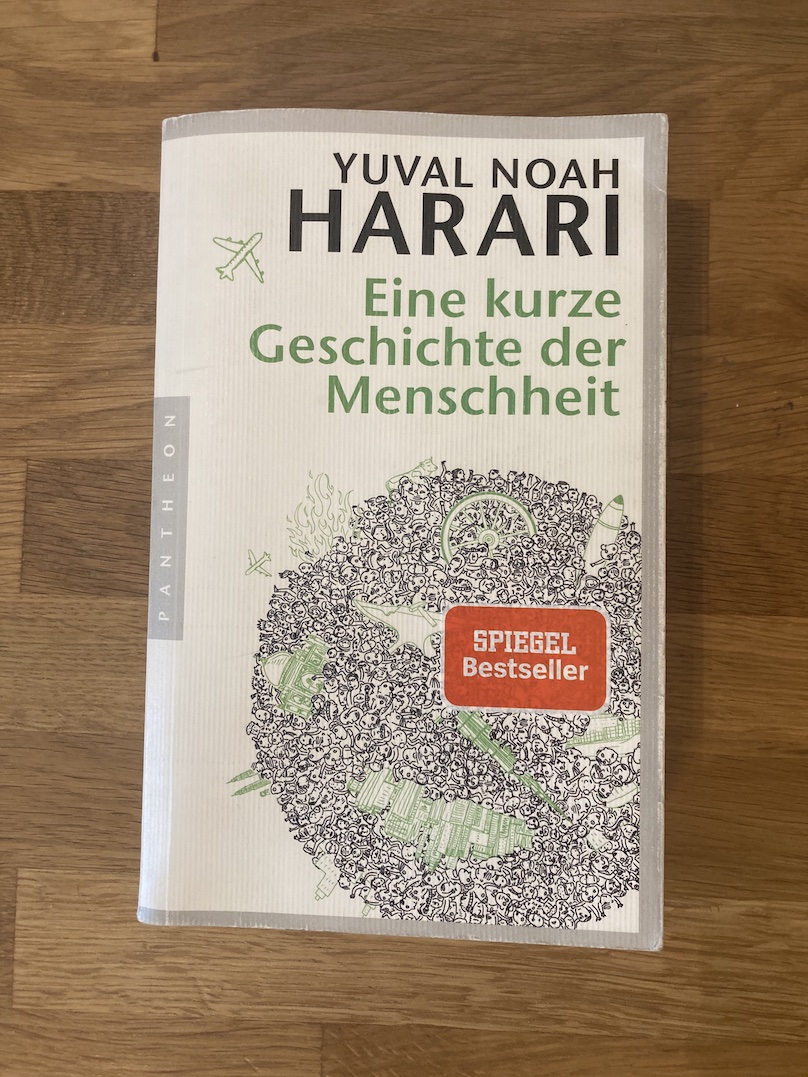 YUVAL NOAH
HARARI
Eine kurze
Geschichte der
Menschheit
PANTHEON
SPIEGEL
Bestseller